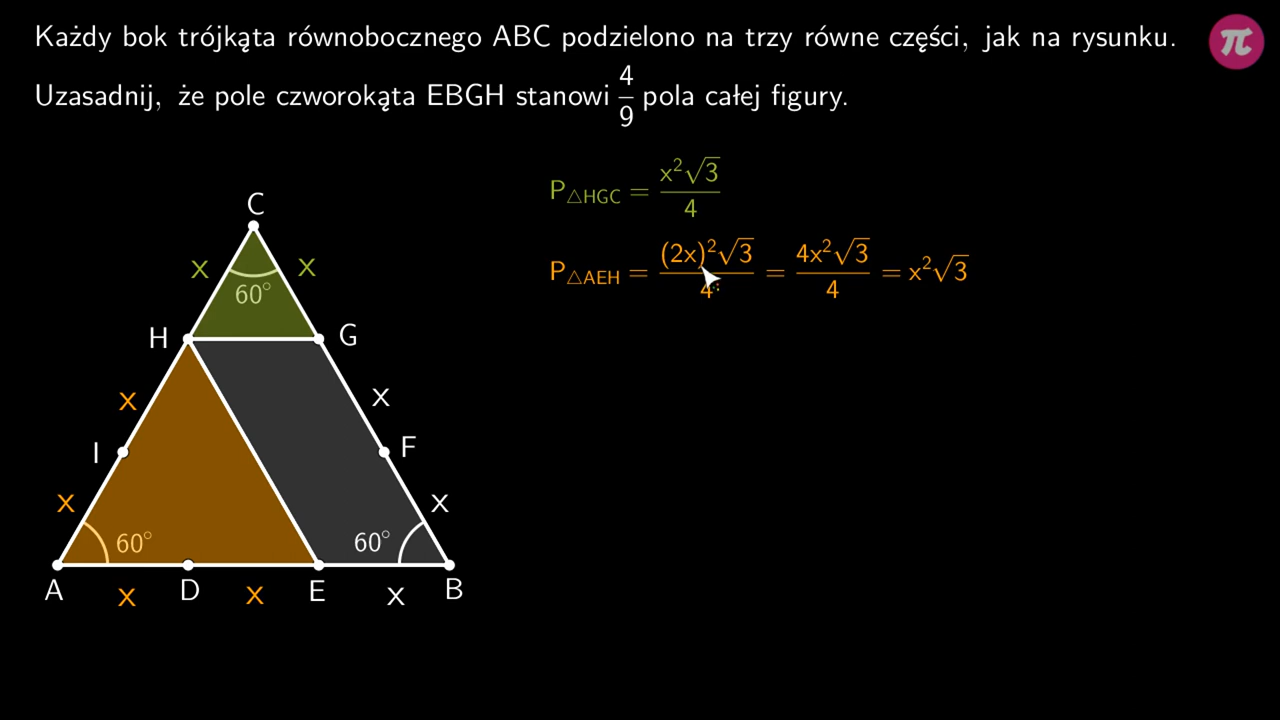 Każdy bok trójkąta równobocznego ABC podzielono na trzy równe części, jak na rysunku.
Uzasadnij, że pole czworokąta EBGH stanowi 4/9 pola całej figury.
π
P△HGC = x²√3/4
P△AEH = (2x)²√3/4 = 4x²√3/4 = x²√3
C
x x
60°
H G
x x
I F
x x
60° 60°
A D E B
x x x